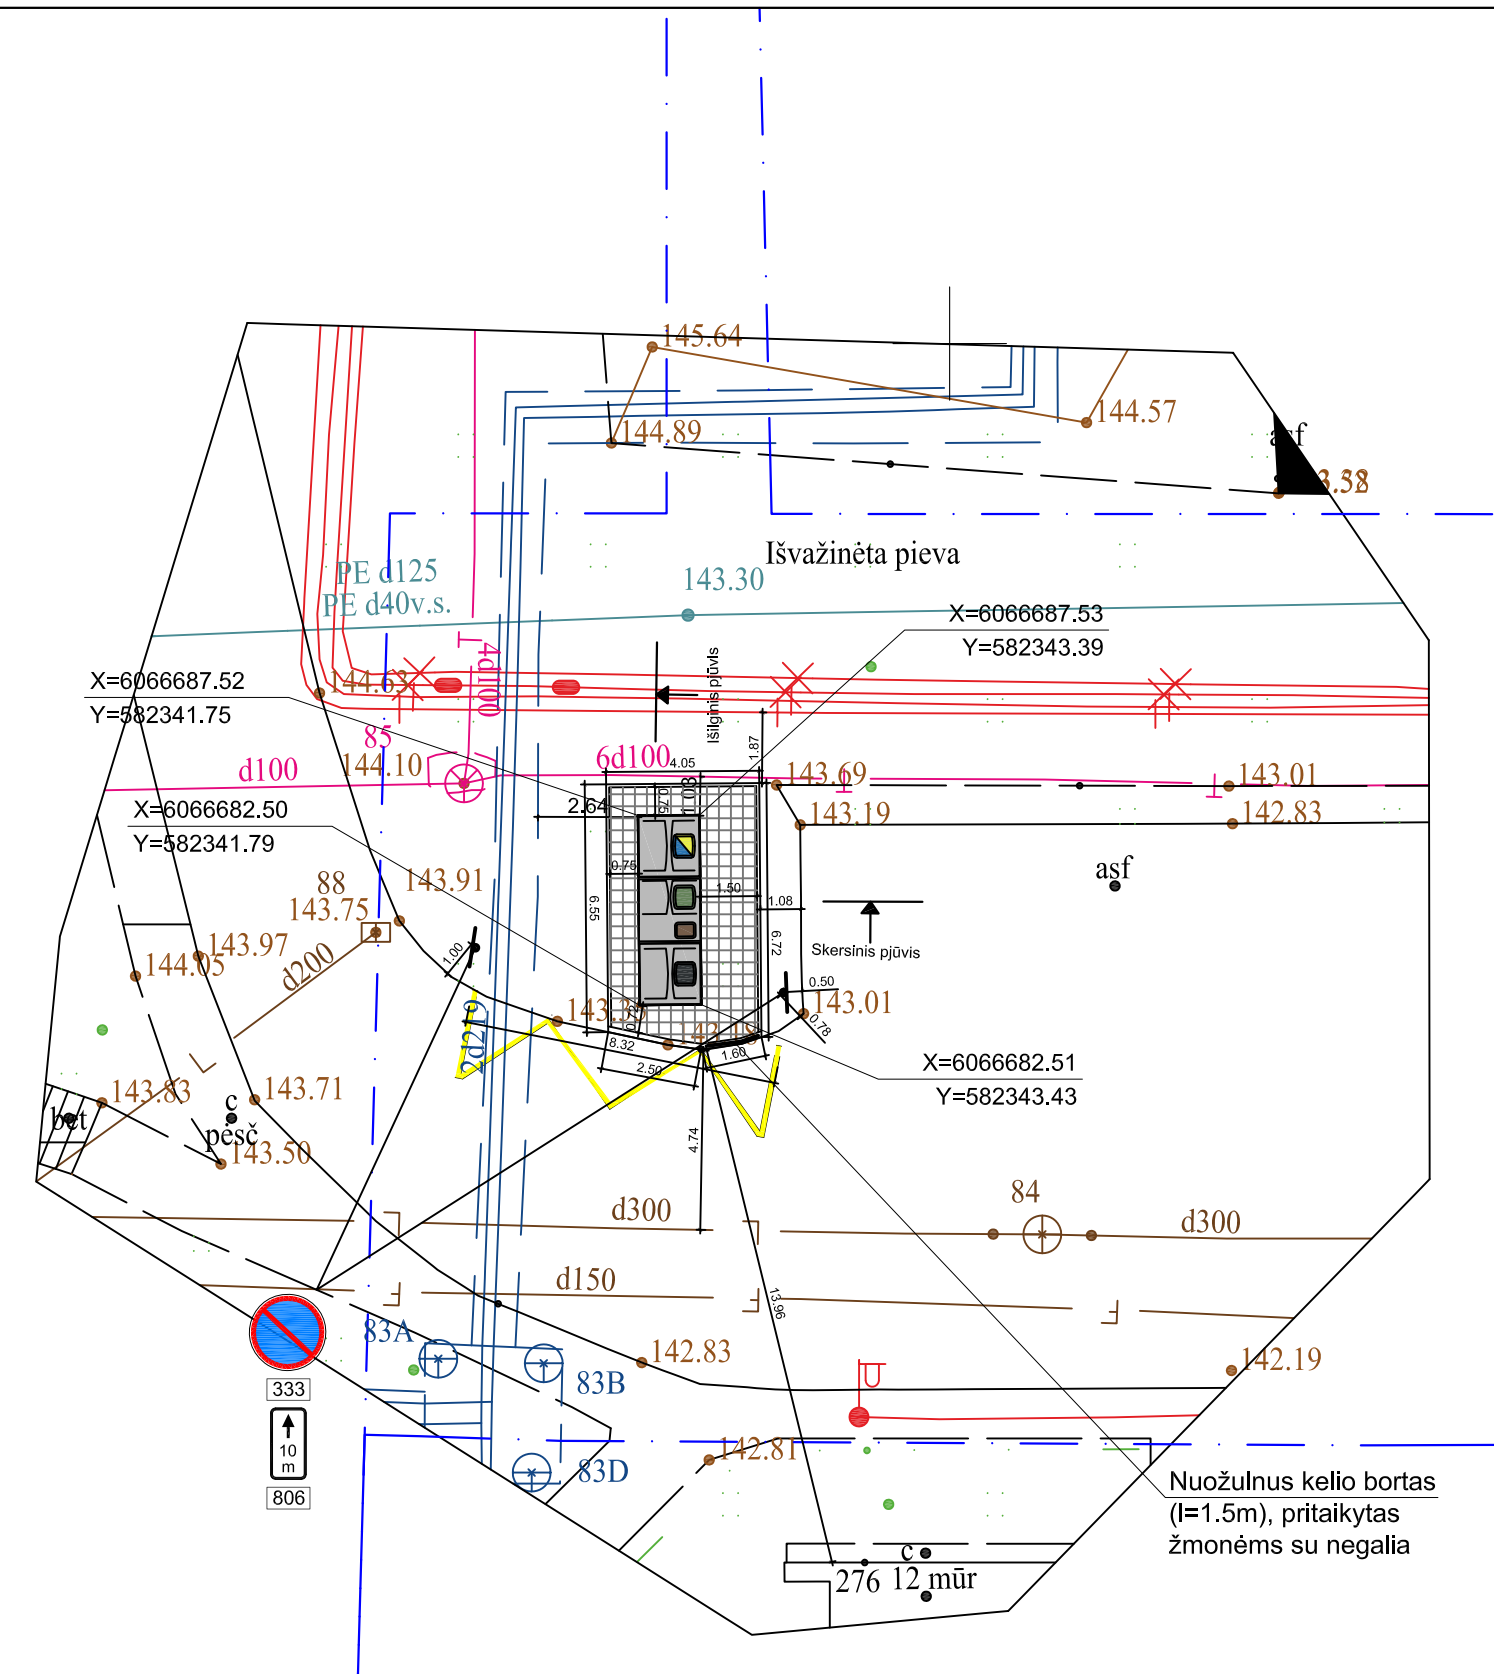 145.64
144.57
144.89
asf
Išvažinėta pieva
PE d125
PE d40v.s.
143.30
X=6066687.53
Y=582343.39
X=6066687.52
Y=582341.75
144.63
4d100
Išilginis pjūvis
85
144.10
d100
6d100
4.05
1.87
143.69
143.01
X=6066682.50
Y=582341.79
2.64
0.75
143.19
142.83
asf
0.75
1.50
1.08
6.55
6.72
88
143.75
143.91
143.97
144.05
d200
1.00
Skersinis pjūvis
0.50
143.01
0.78
2d219
8.32
2.50
1.60
X=6066682.51
Y=582343.43
143.83
bet
c
pėsč
143.71
143.50
4.74
d300
84
d300
d150
13.96
83A
83B
83D
142.83
142.19
142.81
333
10
m
806
Nuožulnus kelio bortas
(l=1.5m), pritaikytas
žmonėms su negalia
c
276 12 mūr